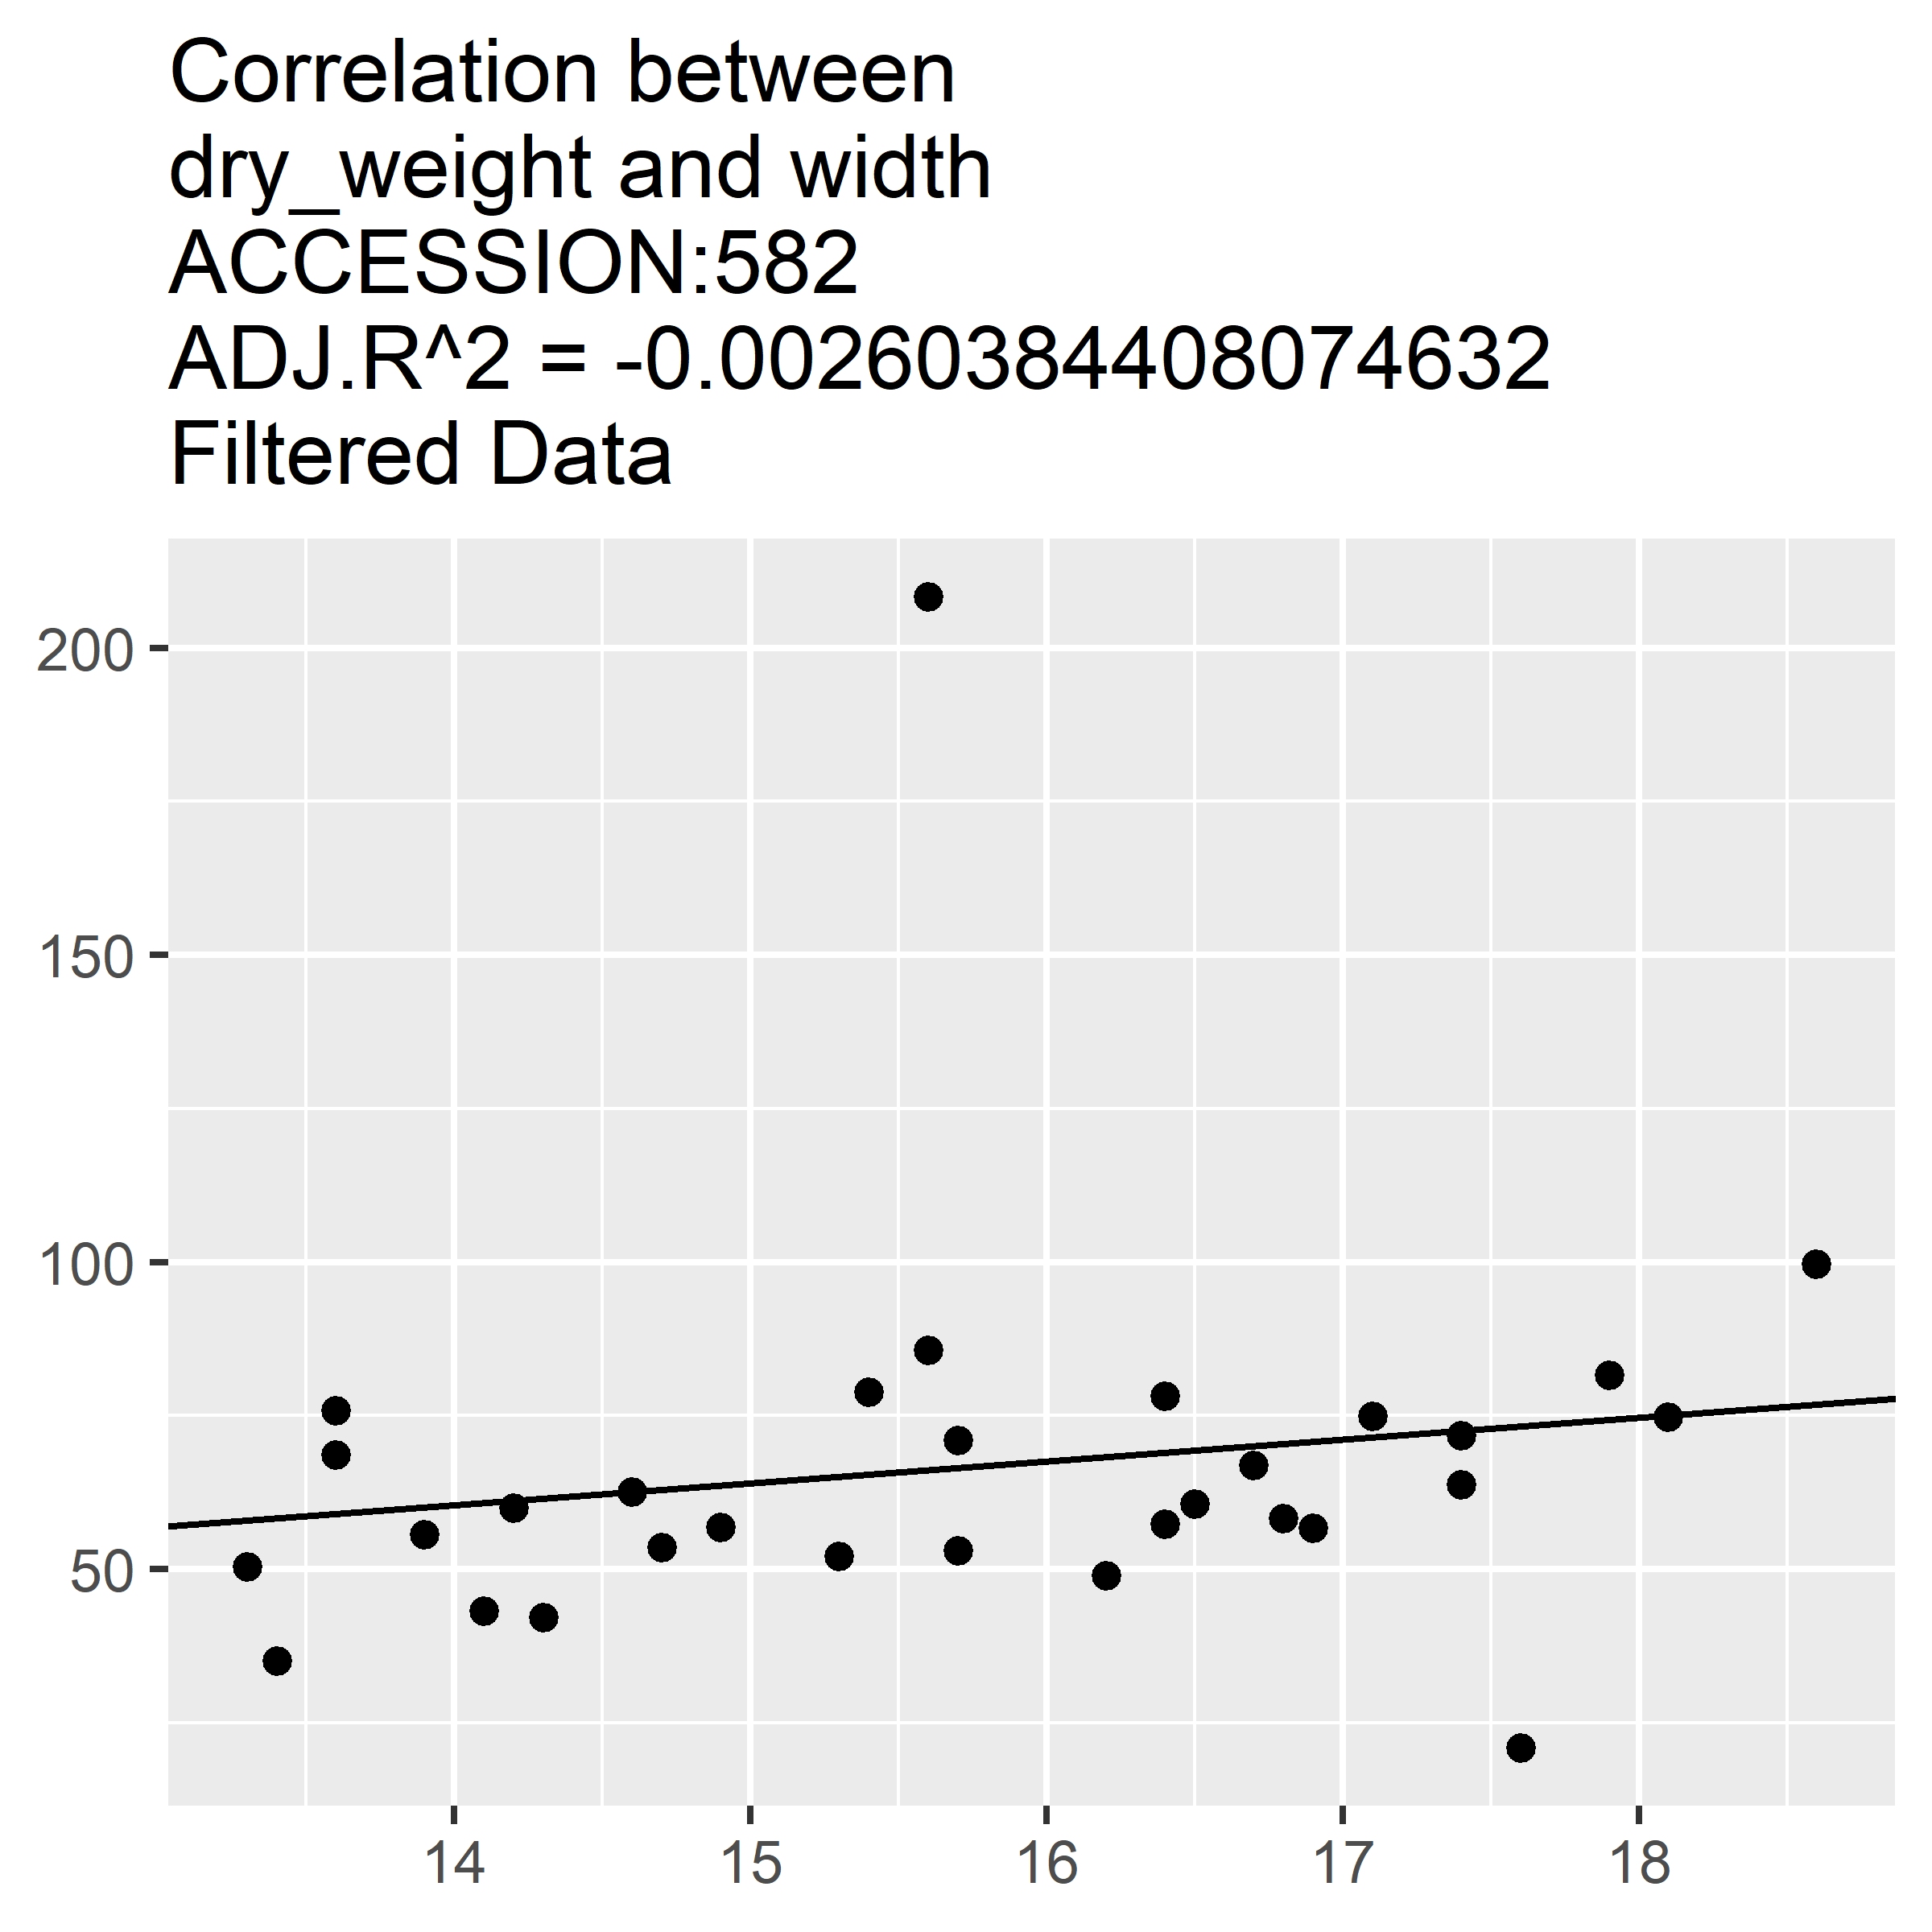 Correlation between
dry_weight and width
ACCESSION:582
ADJ.R^2 = -0.00260384408074632
Filtered Data
200
150
100
50
14 15 16 17 18